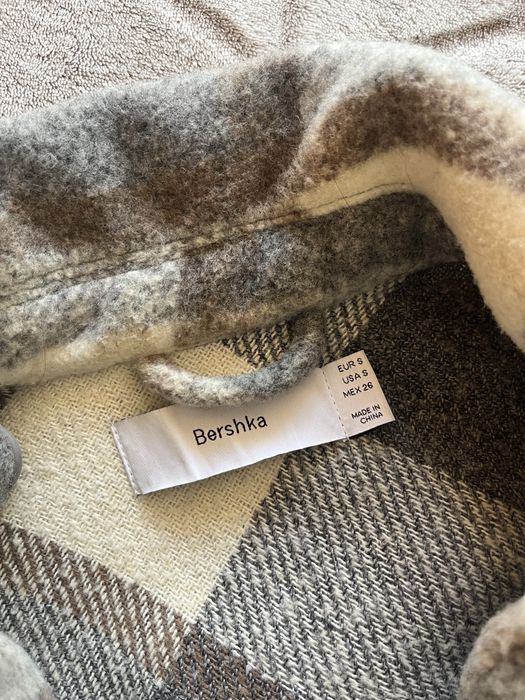 Bershka
EUR S
USA S
MEX 26
MADE IN
CHINA